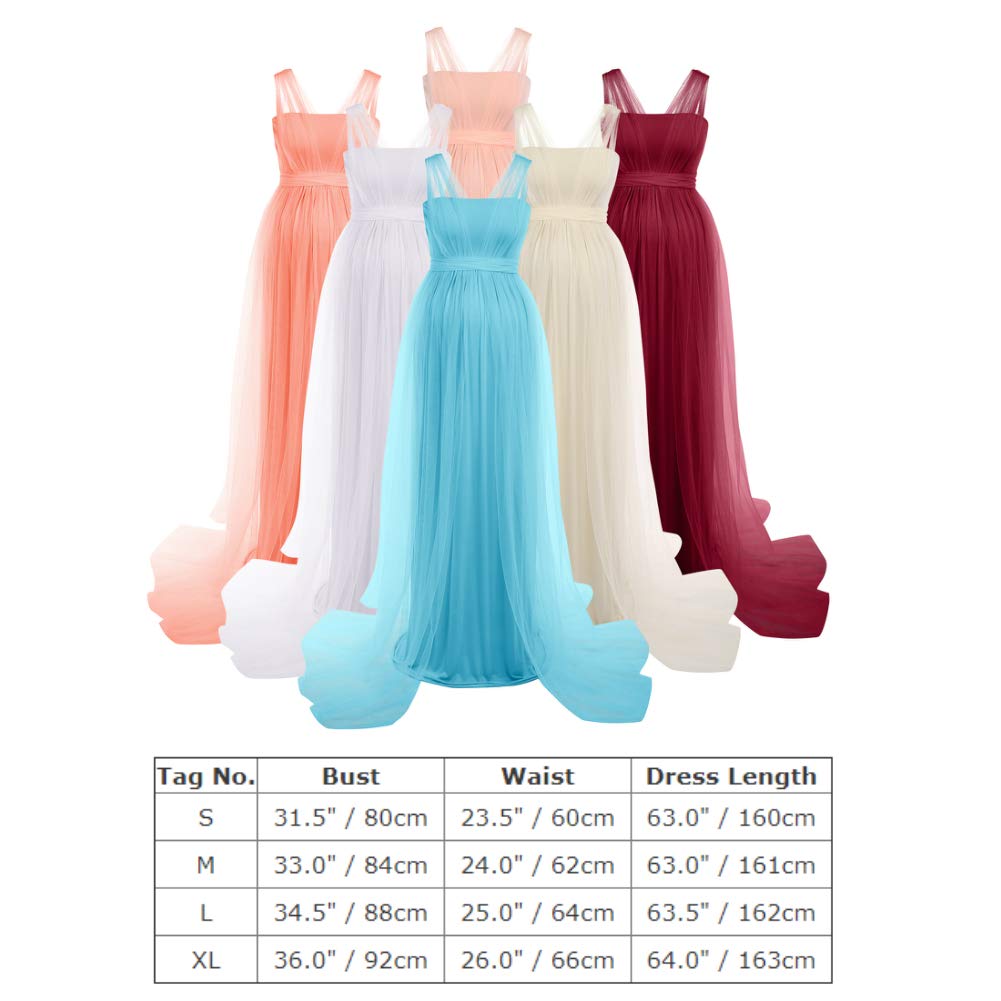 Tag No. Bust Waist Dress Length
S 31.5" / 80cm 23.5" / 60cm 63.0" / 160cm
M 33.0" / 84cm 24.0" / 62cm 63.0" / 161cm
L 34.5" / 88cm 25.0" / 64cm 63.5" / 162cm
XL 36.0" / 92cm 26.0" / 66cm 64.0" / 163cm